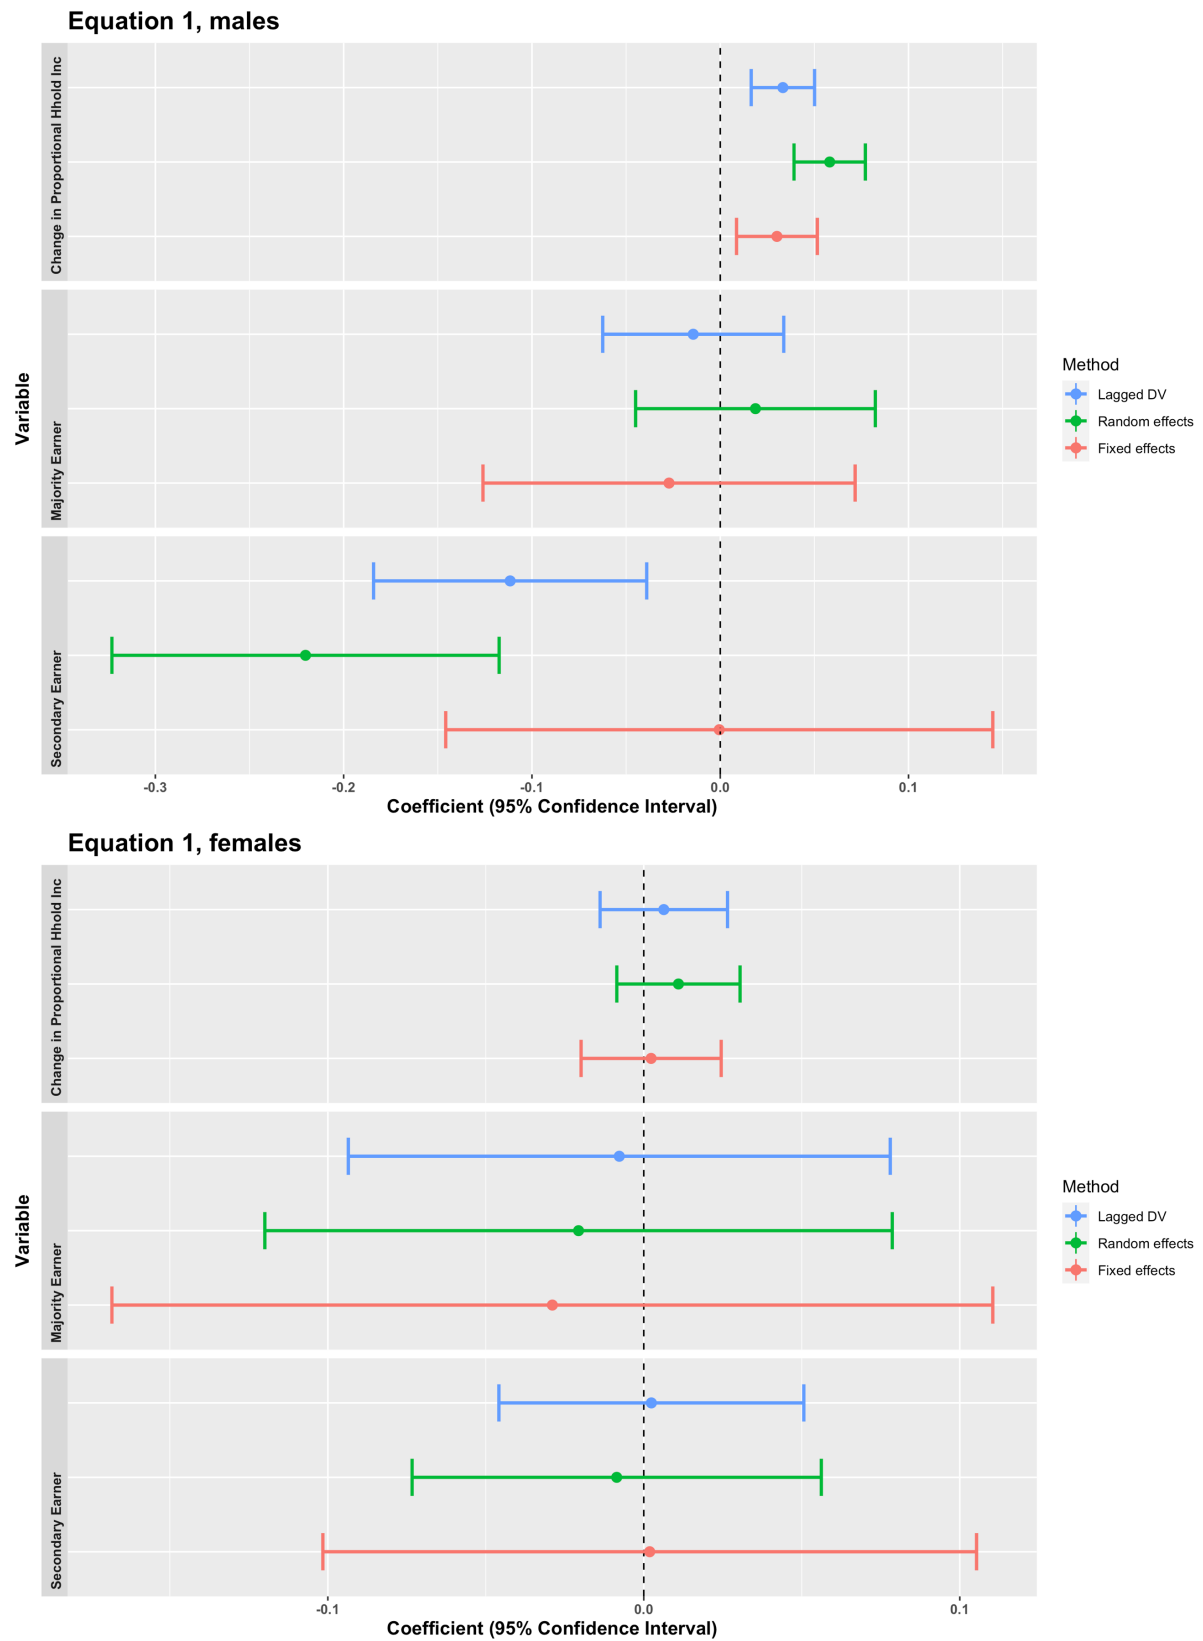 Equation 1, males
Change in Proportional Hhold Inc
Majority Earner
Secondary Earner
Variable
-0.3
-0.2
-0.1
0.0
0.1
Coefficient (95% Confidence Interval)
Method
Lagged DV
Random effects
Fixed effects
Equation 1, females
Change in Proportional Hhold Inc
Majority Earner
Secondary Earner
Variable
-0.1
0.0
0.1
Coefficient (95% Confidence Interval)
Method
Lagged DV
Random effects
Fixed effects